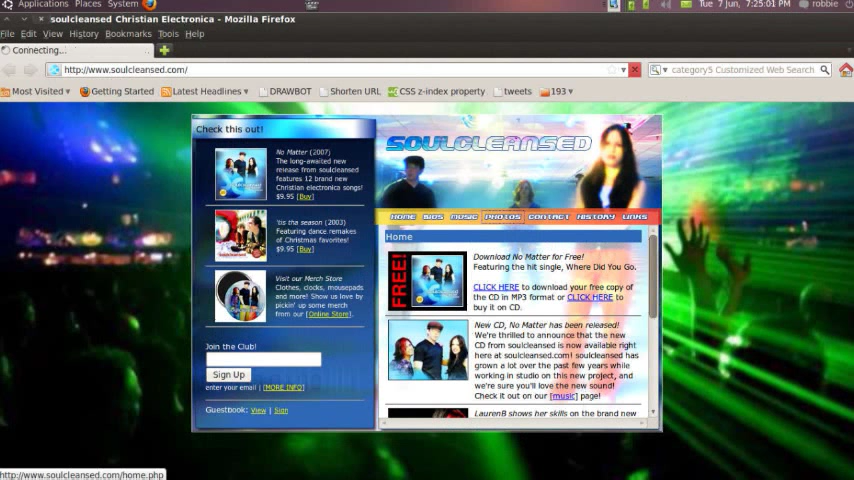 Applications Places System
Tue 7 Jun, 7:25:01 PM robbie
soulcleansed Christian Electronica - Mozilla Firefox
File Edit View History Bookmarks Tools Help
Connecting...
http://www.soulcleansed.com/
category5 Customized Web Search
Most Visited Getting Started Latest Headlines DRAWBOT Shorten URL CSS z-index property tweets 193
Check this out!
No Matter (2007)
The long-awaited new
release from soulcleansed
features 12 brand new
Christian electronica songs!
$9.95 [Buy]
'tis tha season (2003)
Featuring dance remakes
of Christmas favorites!
$9.95 [Buy]
Visit our Merch Store
Clothes, clocks, mousepads
and more! Show us love by
pickin' up some merch
from our [Online Store].
Join the Club!
Sign Up
enter your email | [MORE INFO]
Guestbook: View | Sign
SOULCLEANSED
HOME BIOS MUSIC PHOTOS CONTACT HISTORY LINKS
Home
FREE!
Download No Matter for Free!
Featuring the hit single, Where Did You Go.
CLICK HERE to download your free copy of
the CD in MP3 format or CLICK HERE to
buy it on CD.
New CD, No Matter has been released!
We're thrilled to announce that the new
CD from soulcleansed is now available right
here at soulcleansed.com! soulcleansed has
grown a lot over the past few years while
working in studio on this new project, and
we're sure you'll love the new sound!
Check it out on our [music] page!
LaurenB shows her skills on the brand new
http://www.soulcleansed.com/home.php